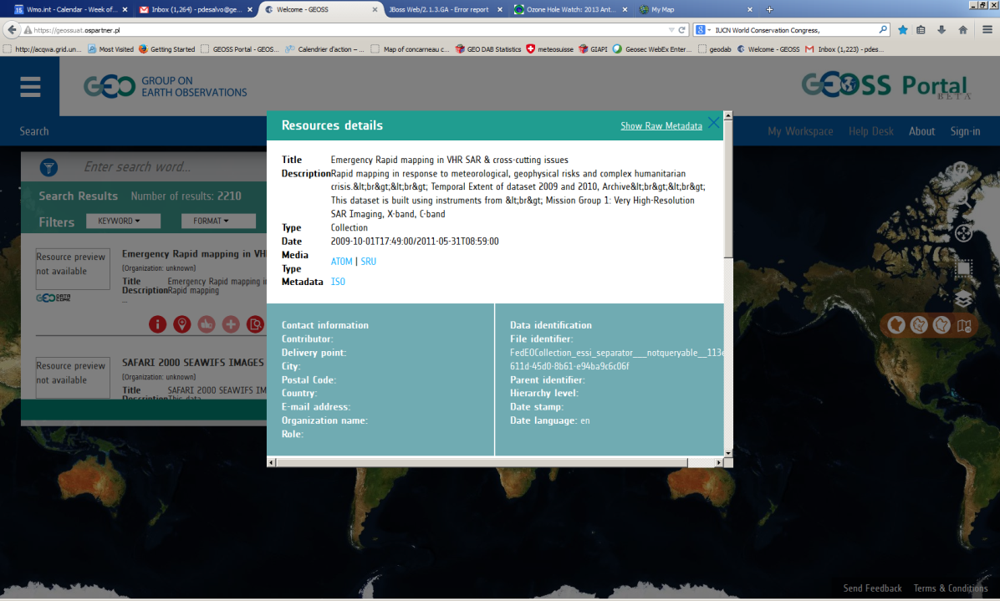 Wmo.int - Calendar - Week of...
Inbox (1,264) - pdesalvo@ge...
Welcome - GEOSS
JBoss Web/2.1.3.GA - Error report
Ozone Hole Watch: 2013 Ant...
My Map
https://geossuat.ospartner.pl
IUCN World Conservation Congress,
http://acqwa.grid.un...
Most Visited
Getting Started
GEOSS Portal - GEOS...
Calendrier d'action – ...
Map of concarneau c...
GEO DAB Statistics
meteosuisse
GIAPI
Geosec WebEx Enter...
geodab
Welcome - GEOSS
Inbox (1,223) - pdes...
GEO GROUP ON
EARTH OBSERVATIONS
GEOSS Portal
BETA
Search
My Workspace
Help Desk
About
Sign-in
Enter search word...
Search Results Number of results: 2210
Filters
KEYWORD
FORMAT
Resource preview
not available
Emergency Rapid mapping in VH
(Organization: unknown)
Title Emergency Rapid mapping i
DescriptionRapid mapping
...
Resource preview
not available
SAFARI 2000 SEAWIFS IMAGES
(Organization: unknown)
Title SAFARI 2000 SEAWIFS IM
DescriptionThis data
Resources details
Show Raw Metadata
Title Emergency Rapid mapping in VHR SAR & cross-cutting issues
DescriptionRapid mapping in response to meteorological, geophysical risks and complex humanitarian
crisis.&lt;br&gt;&lt;br&gt; Temporal Extent of dataset 2009 and 2010, Archive&lt;br&gt;&lt;br&gt;
This dataset is built using instruments from &lt;br&gt; Mission Group 1: Very High-Resolution
SAR Imaging, X-band, C-band
Type Collection
Date 2009-10-01T17:49:00/2011-05-31T08:59:00
Media
Type
ATOM | SRU
Metadata ISO
Contact information
Contributor:
Delivery point:
City:
Postal Code:
Country:
E-mail address:
Organization name:
Role:
Data identification
File identifier:
FedEOCollection_essi_separator___notqueryable__113
611d-45d0-8b61-e94ba9c6c06f
Parent identifier:
Hierarchy level:
Date stamp:
Date language: en
Send Feedback
Terms & Conditions